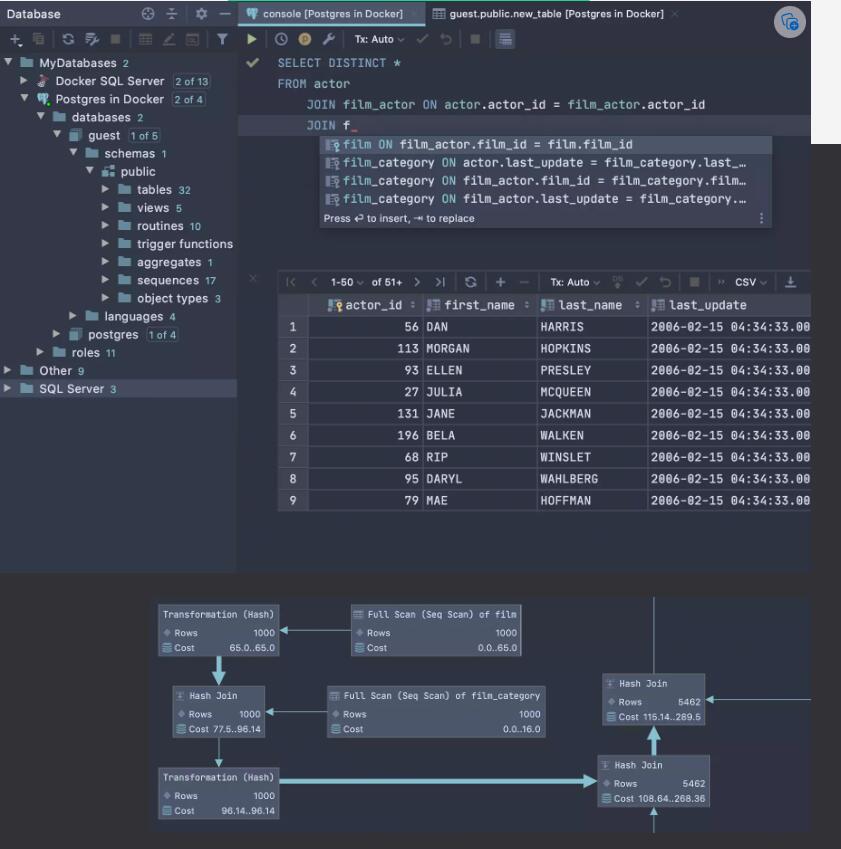 Database
console [Postgres in Docker]
guest.public.new_table [Postgres in Docker]
Tx: Auto
MyDatabases 2
Docker SQL Server 2 of 13
Postgres in Docker 2 of 4
databases 2
guest 1 of 5
schemas 1
public
tables 32
views 5
routines 10
trigger functions
aggregates 1
sequences 17
object types 3
languages 4
postgres 1 of 4
roles 11
Other 9
SQL Server 3
SELECT DISTINCT *
FROM actor
JOIN film_actor ON actor.actor_id = film_actor.actor_id
JOIN f_
film ON film_actor.film_id = film.film_id
film_category ON actor.last_update = film_category.last_…
film_category ON film_actor.film_id = film_category.film…
film_category ON film_actor.last_update = film_category.…
Press ↵ to insert, ⇥ to replace
1-50 of 51+
Tx: Auto
DB
CSV
actor_id first_name last_name last_update
1 56 DAN HARRIS 2006-02-15 04:34:33.00
2 113 MORGAN HOPKINS 2006-02-15 04:34:33.00
3 93 ELLEN PRESLEY 2006-02-15 04:34:33.00
4 27 JULIA MCQUEEN 2006-02-15 04:34:33.00
5 131 JANE JACKMAN 2006-02-15 04:34:33.00
6 196 BELA WALKEN 2006-02-15 04:34:33.00
7 68 RIP WINSLET 2006-02-15 04:34:33.00
8 95 DARYL WAHLBERG 2006-02-15 04:34:33.00
9 79 MAE HOFFMAN 2006-02-15 04:34:33.00
Transformation (Hash)
Rows 1000
Cost 65.0..65.0
Full Scan (Seq Scan) of film
Rows 1000
Cost 0.0..65.0
Hash Join
Rows 1000
Cost 77.5..96.14
Full Scan (Seq Scan) of film_category
Rows 1000
Cost 0.0..16.0
Hash Join
Rows 5462
Cost 115.14..289.5
Transformation (Hash)
Rows 1000
Cost 96.14..96.14
Hash Join
Rows 5462
Cost 108.64..268.36